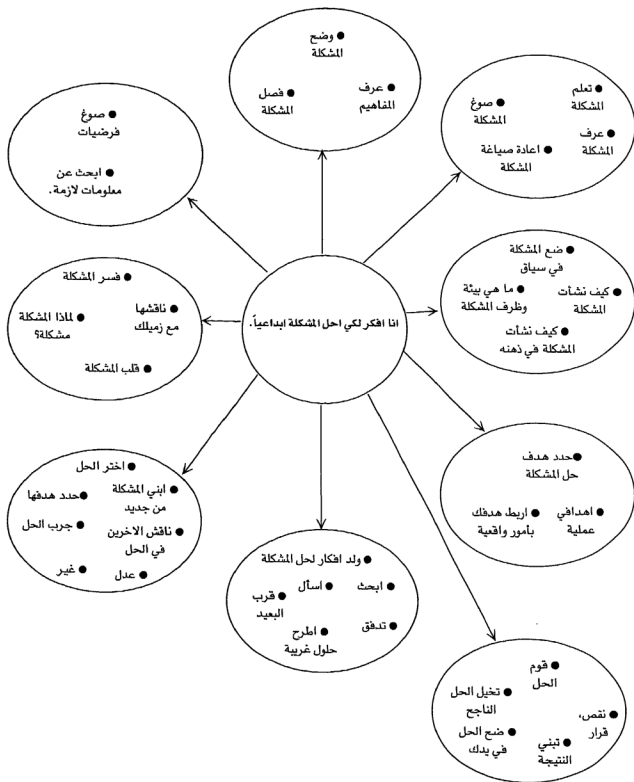 وضح
المشكلة
عرف
المفاهيم
فصل
المشكلة
تعلم
المشكلة
صوغ
المشكلة
عرف
المشكلة
اعادة صياغة
المشكلة
صوغ
فرضيات
ابحث عن
معلومات لازمة.
ضع المشكلة
في سياق
كيف نشأت
المشكلة
ما هي بيئة
وظرف المشكلة
كيف نشأت
المشكلة في ذهنه
انا افكر لكي احل المشكلة ابداعياً.
فسر المشكلة
ناقشها
مع زميلك
لماذا المشكلة
مشكلة؟
قلب المشكلة
حدد هدف
حل المشكلة
اهدافي
عملية
اربط هدفك
بأمور واقعية
اختر الحل
ابني المشكلة
من جديد
حدد هدفها
ناقش الاخرين
في الحل
جرب الحل
عدل
غير
ولد افكار لحل المشكلة
ابحث
اسأل
قرب
البعيد
تدفق
اطرح
حلول غريبة
قوم
الحل
تخيل الحل
الناجح
نقص،
قرار
ضع الحل
في يدك
تبني
النتيجة